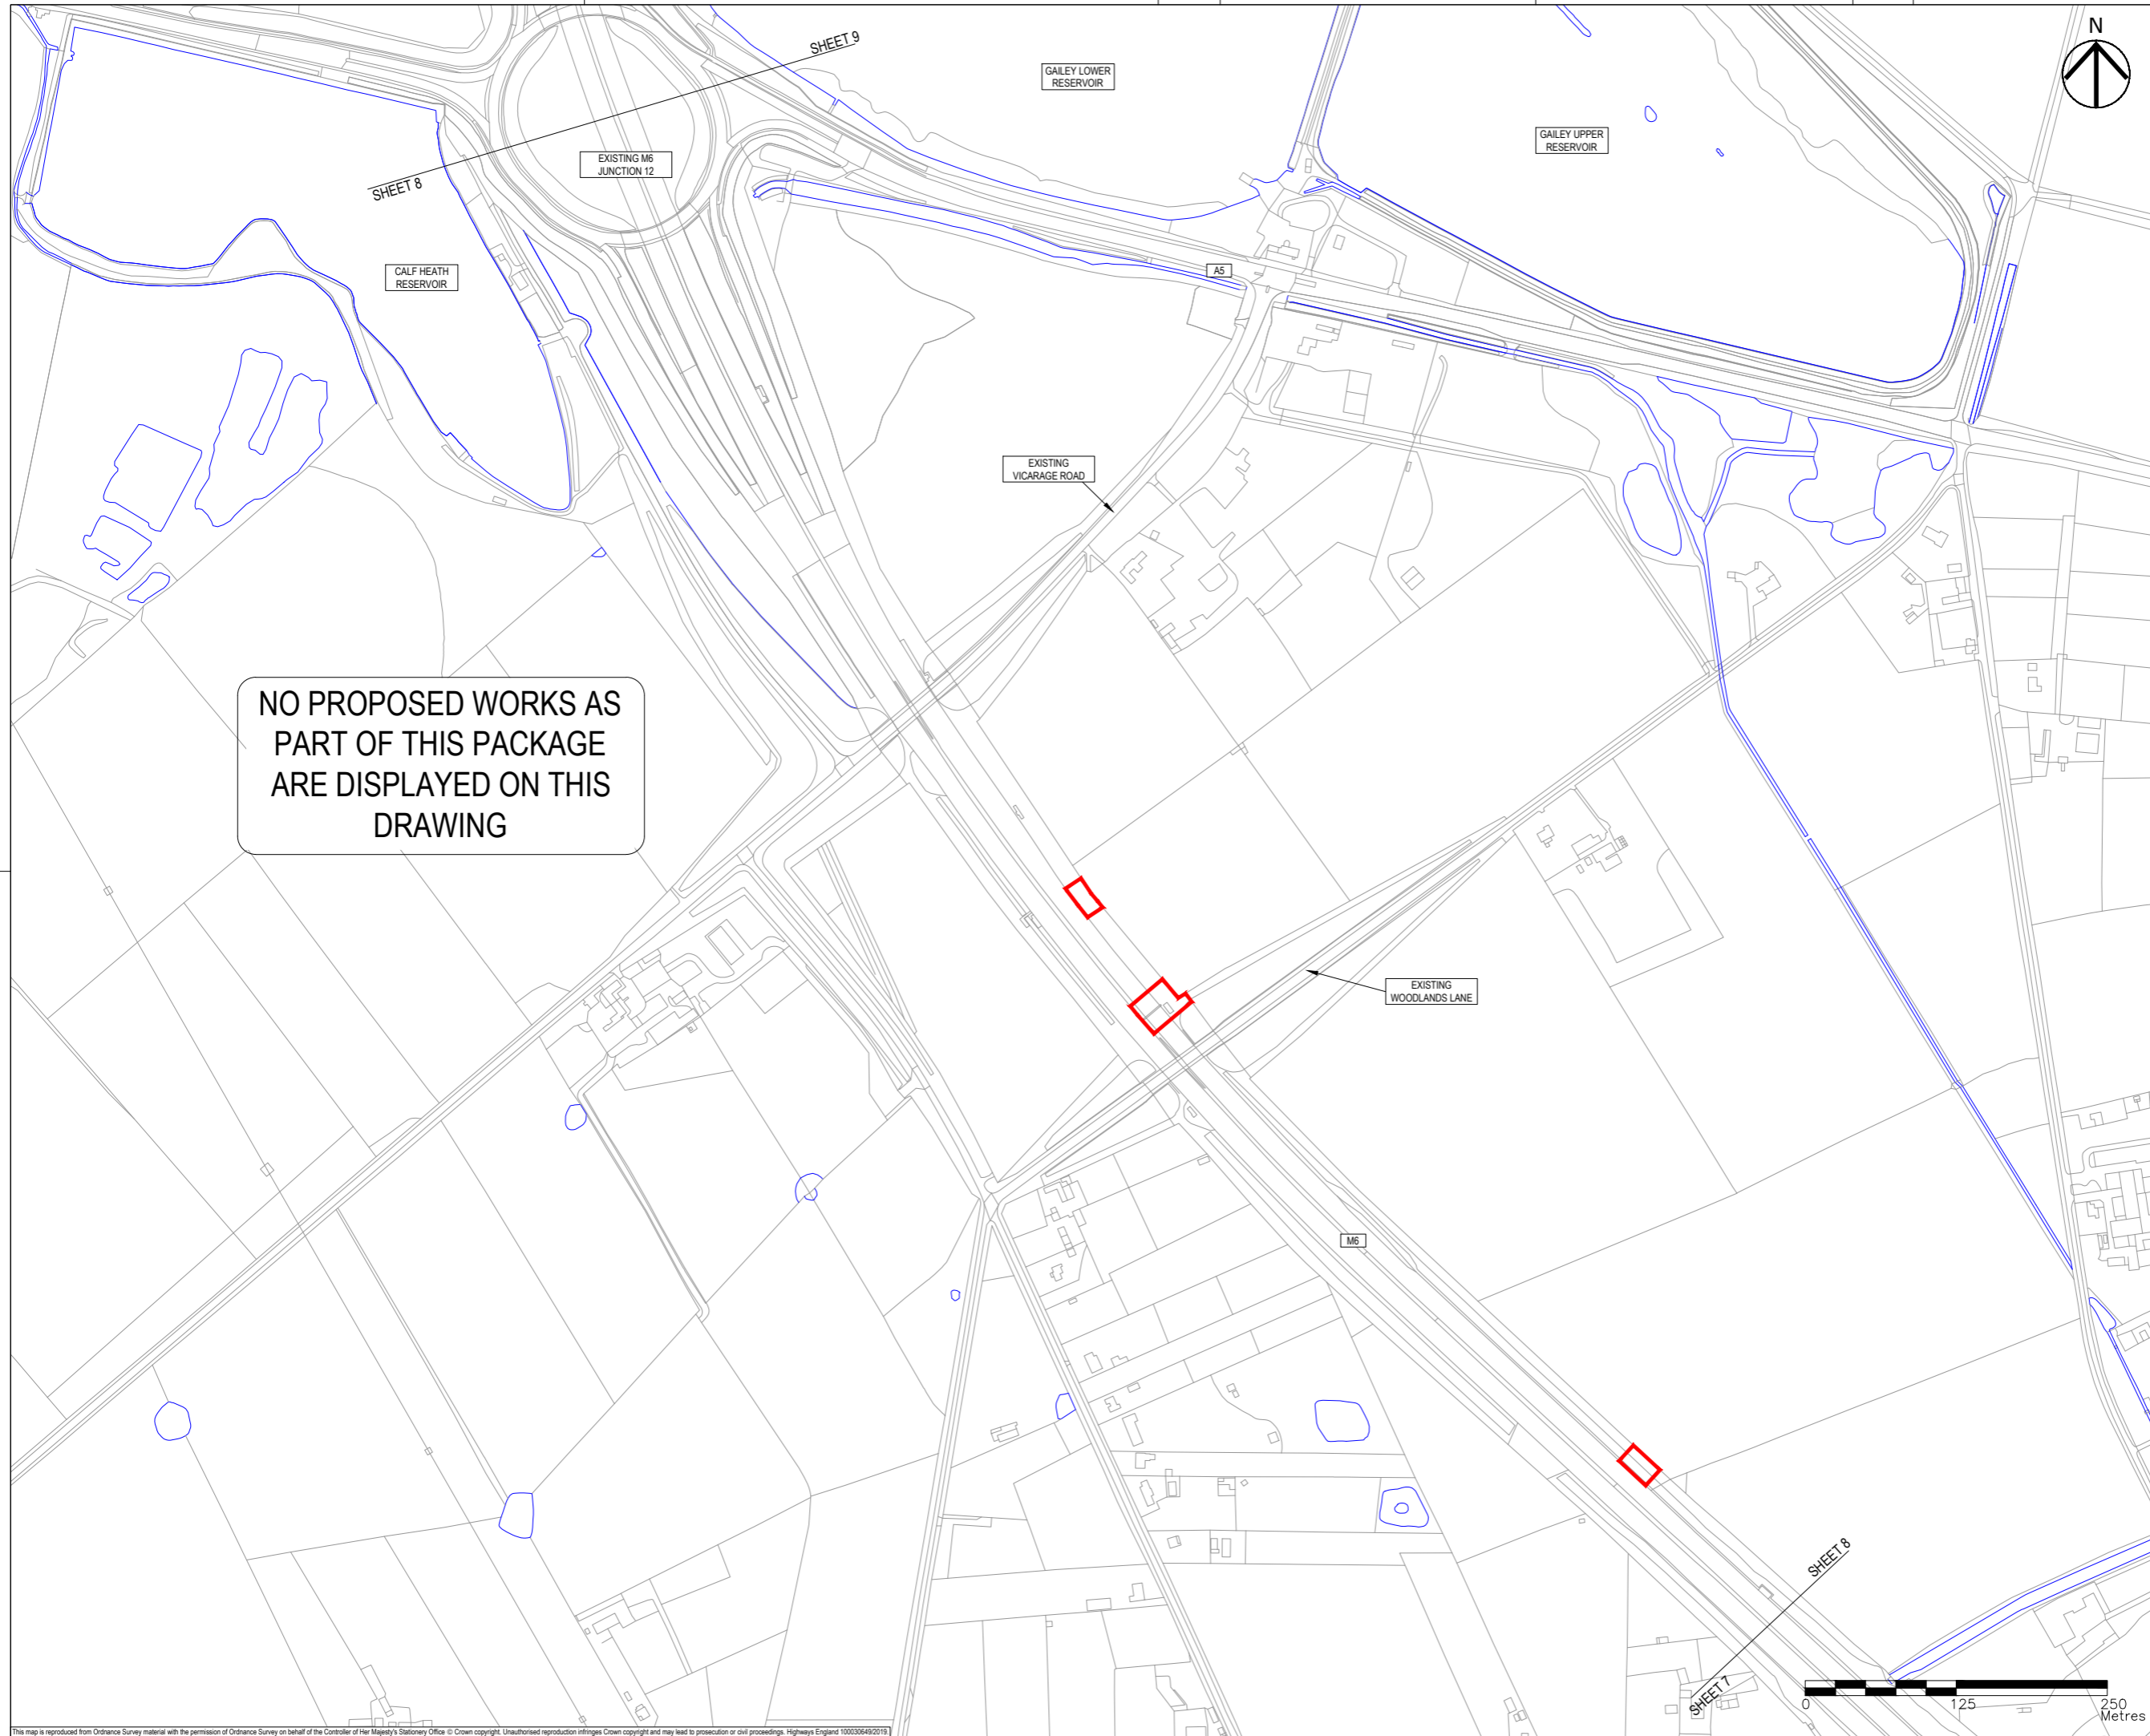 N
SHEET 9
SHEET 8
GAILEY LOWER
RESERVOIR
GAILEY UPPER
RESERVOIR
EXISTING M6
JUNCTION 12
CALF HEATH
RESERVOIR
A5
EXISTING
VICARAGE ROAD
NO PROPOSED WORKS AS
PART OF THIS PACKAGE
ARE DISPLAYED ON THIS
DRAWING
EXISTING
WOODLANDS LANE
M6
SHEET 8
SHEET 7
0 125 250
Metres
This map is reproduced from Ordnance Survey material with the permission of Ordnance Survey on behalf of the Controller of Her Majesty's Stationery Office © Crown copyright. Unauthorised reproduction infringes Crown copyright and may lead to prosecution or civil proceedings. Highways England 100030649/2019.